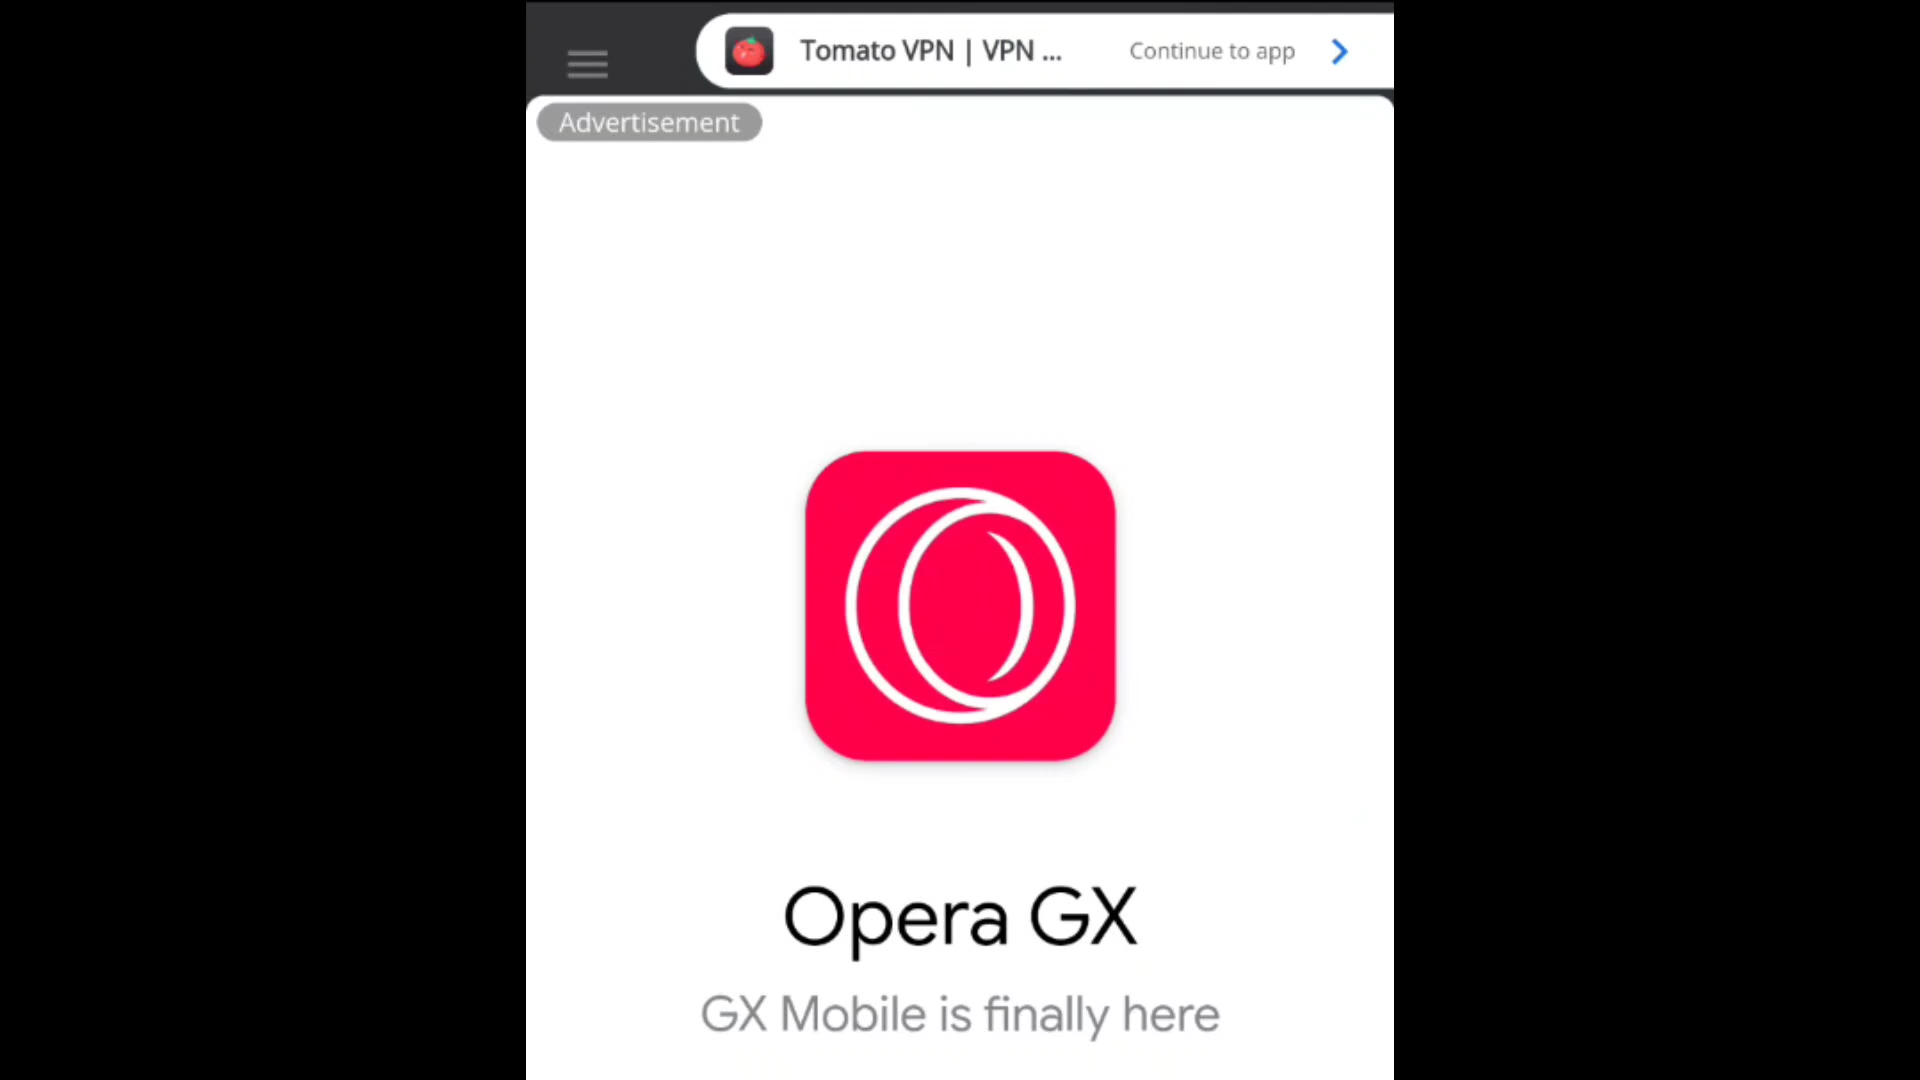 Tomato VPN | VPN ...
Continue to app
Advertisement
Opera GX
GX Mobile is finally here